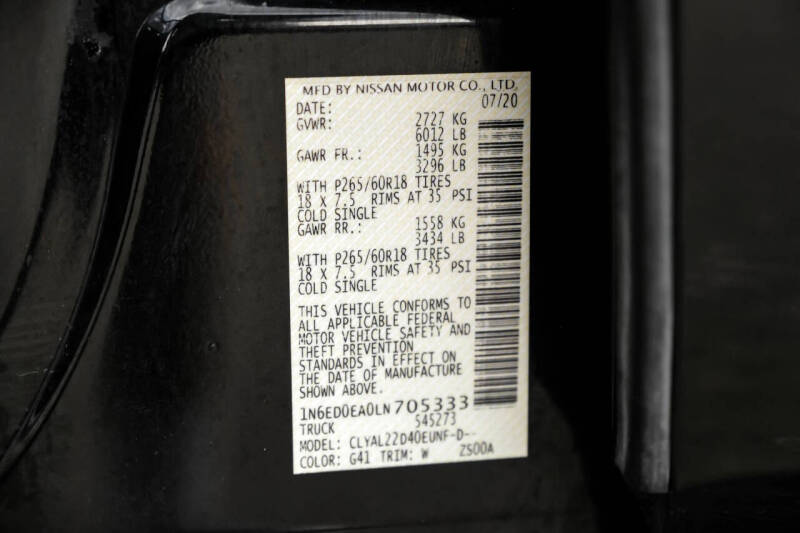 MFD BY NISSAN MOTOR CO., LTD.
DATE: 07/20
GVWR: 2727 KG
6012 LB
GAWR FR.: 1495 KG
3296 LB
WITH P265/60R18 TIRES
18 X 7.5 RIMS AT 35 PSI
COLD SINGLE
GAWR RR.: 1558 KG
3434 LB
WITH P265/60R18 TIRES
18 X 7.5 RIMS AT 35 PSI
COLD SINGLE
THIS VEHICLE CONFORMS TO
ALL APPLICABLE FEDERAL
MOTOR VEHICLE SAFETY AND
THEFT PREVENTION
STANDARDS IN EFFECT ON
THE DATE OF MANUFACTURE
SHOWN ABOVE.
1N6ED0EA0LN705333
TRUCK 545273
MODEL: CLYAL22D40EUNF-D--
COLOR: G41 TRIM: W ZS00A